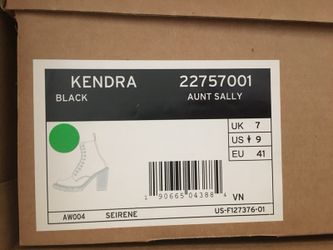 KENDRA 22757001
BLACK AUNT SALLY
UK 7
US 9
EU 41
1 90665 04388 4 VN
AW004 SEIRENE US-F127376-01